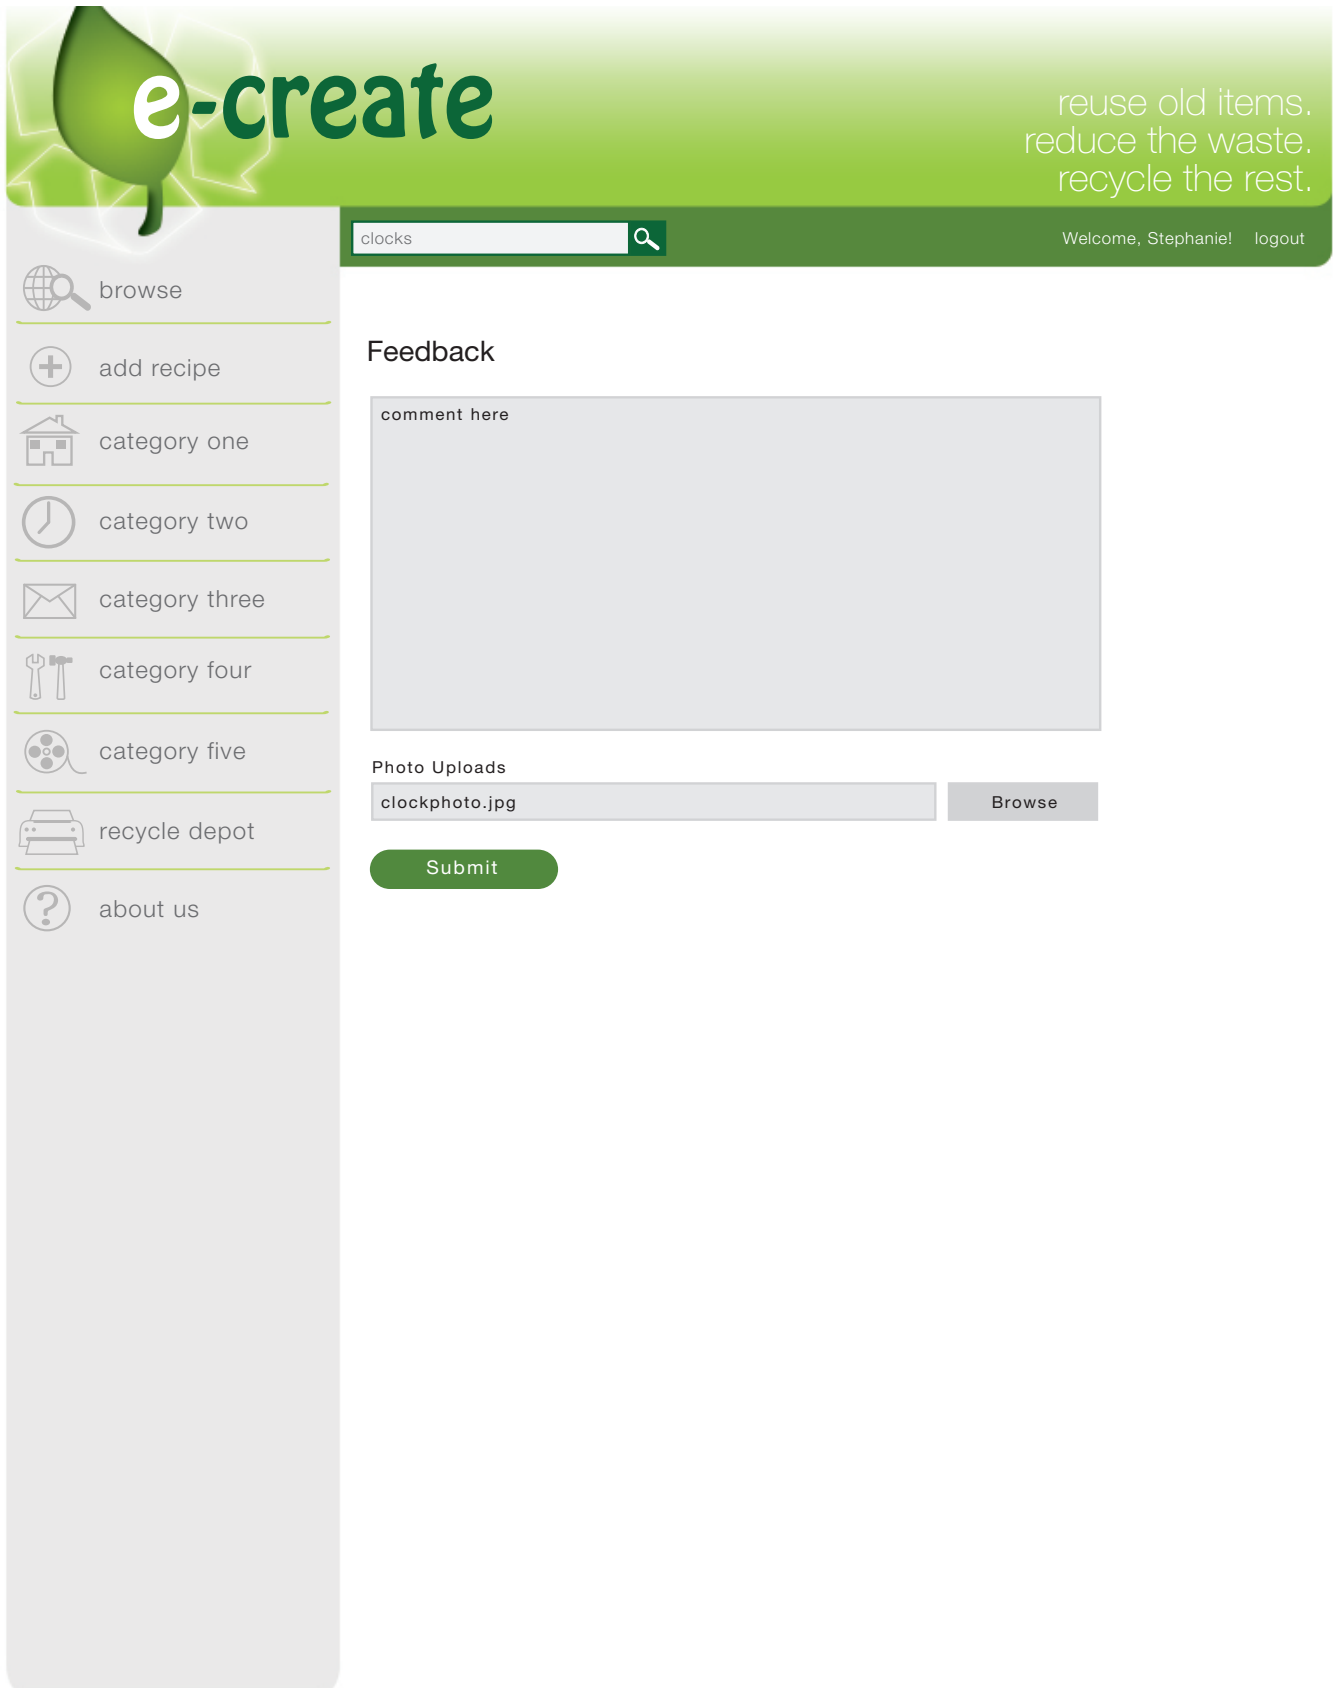 e-create
reuse old items.
reduce the waste.
recycle the rest.
clocks
Welcome, Stephanie! logout
browse
add recipe
category one
category two
category three
category four
category five
recycle depot
about us
Feedback
comment here
Photo Uploads
clockphoto.jpg
Browse
Submit